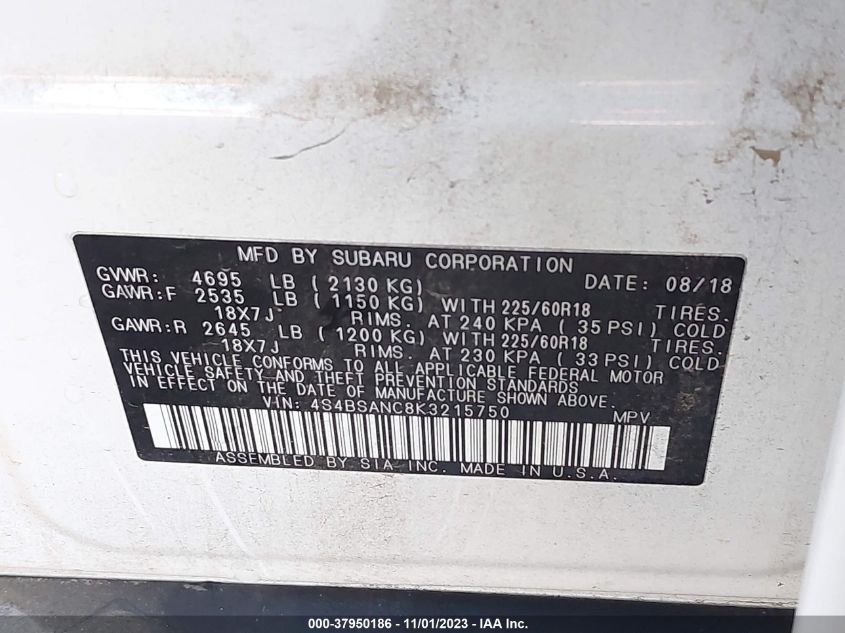 MFD BY SUBARU CORPORATION
GVWR: 4695 LB ( 2130 KG) DATE: 08/18
GAWR:F 2535 LB ( 1150 KG) WITH 225/60R18 TIRES.
18X7J RIMS. AT 240 KPA ( 35 PSI) COLD
GAWR:R 2645 LB ( 1200 KG) WITH 225/60R18 TIRES.
18X7J RIMS. AT 230 KPA ( 33 PSI) COLD
THIS VEHICLE CONFORMS TO ALL APPLICABLE FEDERAL MOTOR
VEHICLE SAFETY AND THEFT PREVENTION STANDARDS
IN EFFECT ON THE DATE OF MANUFACTURE SHOWN ABOVE.
VIN: 4S4BSANC8K3215750 MPV
ASSEMBLED BY SIA INC. MADE IN U.S.A.
000-37950186 - 11/01/2023 - IAA Inc.